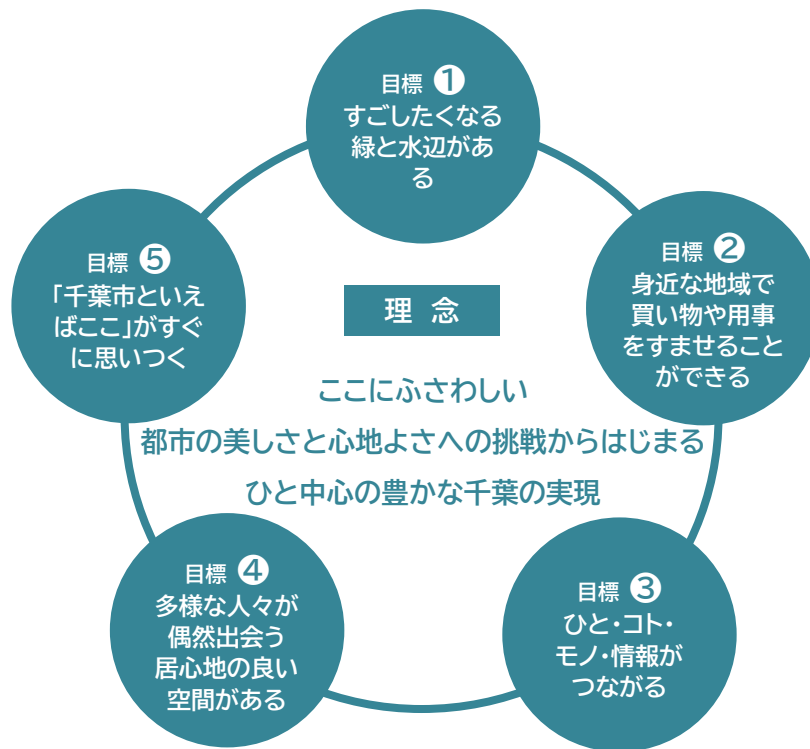 目標 ❶
すごしたくなる
緑と水辺があ
る
目標 ❷
身近な地域で
買い物や用事
をすませること
ができる
目標 ❸
ひと・コト・
モノ・情報が
つながる
目標 ❹
多様な人々が
偶然出会う
居心地の良い
空間がある
目標 ❺
「千葉市といえ
ばここ」がすぐ
に思いつく
理 念
ここにふさわしい
都市の美しさと心地よさへの挑戦からはじまる
ひと中心の豊かな千葉の実現